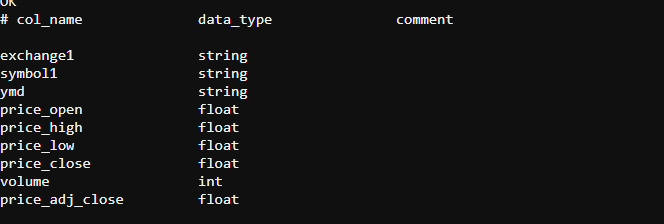 OK
# col_name data_type comment
exchange1 string
symbol1 string
ymd string
price_open float
price_high float
price_low float
price_close float
volume int
price_adj_close float